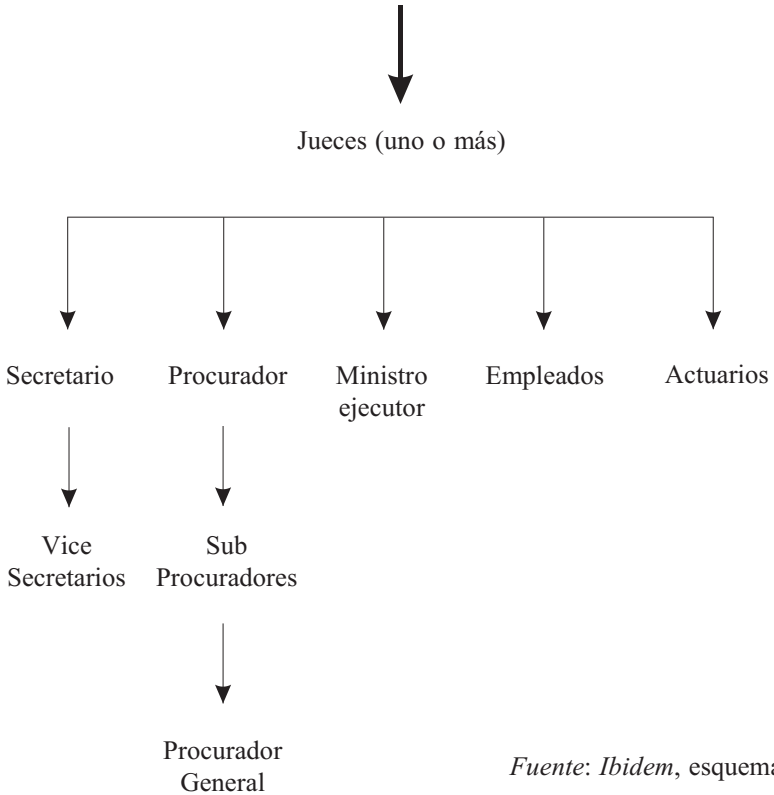 Jueces (uno o más)
Secretario
Procurador
Ministro
ejecutor
Empleados
Actuarios
Vice
Secretarios
Sub
Procuradores
Procurador
General
Fuente: Ibidem, esquema